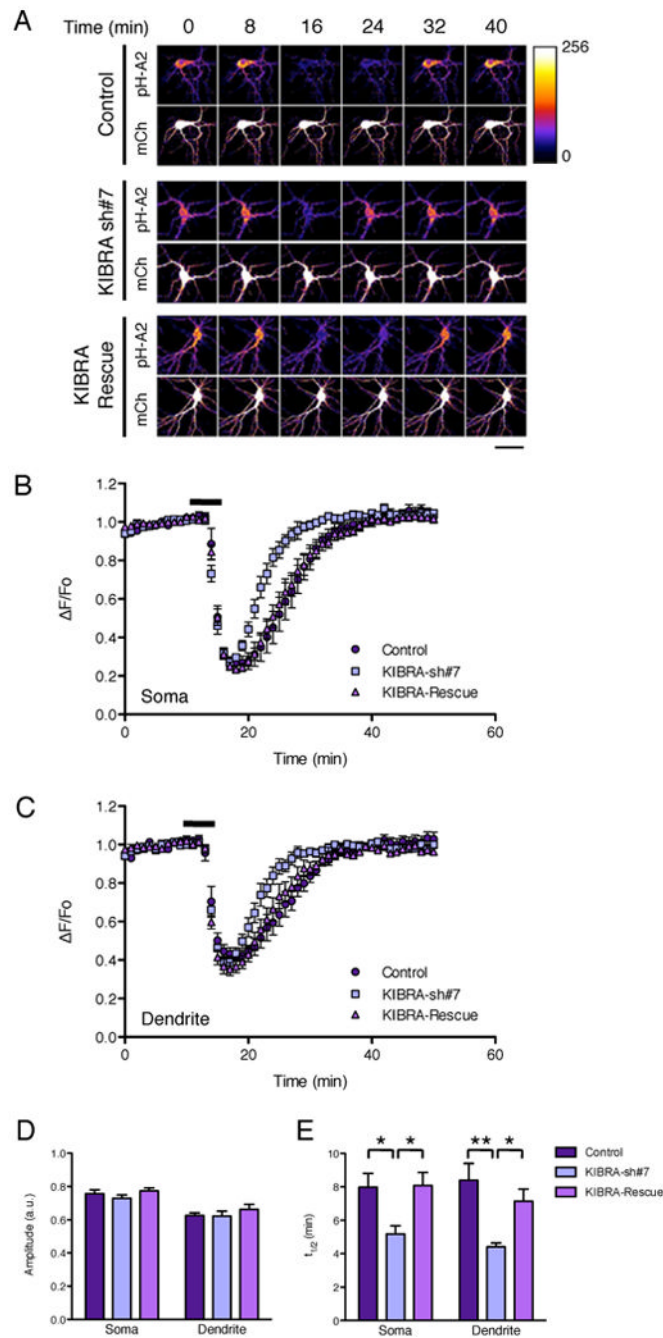 A
Time (min) 0 8 16 24 32 40
Control
pH-A2
mCh
256
0
KIBRA sh#7
pH-A2
mCh
KIBRA
Rescue
pH-A2
mCh
B
1.2
1.0
0.8
0.6
0.4
0.2
0.0
ΔF/Fo
Control
KIBRA-sh#7
KIBRA-Rescue
Soma
0 20 40 60
Time (min)
C
1.2
1.0
0.8
0.6
0.4
0.2
0.0
ΔF/Fo
Control
KIBRA-sh#7
KIBRA-Rescue
Dendrite
0 20 40 60
Time (min)
D
0.8
0.6
0.4
0.2
0.0
Amplitude (a.u.)
Soma Dendrite
E
10
8
6
4
2
0
t1/2 (min)
* * ** *
Soma Dendrite
Control
KIBRA-sh#7
KIBRA-Rescue